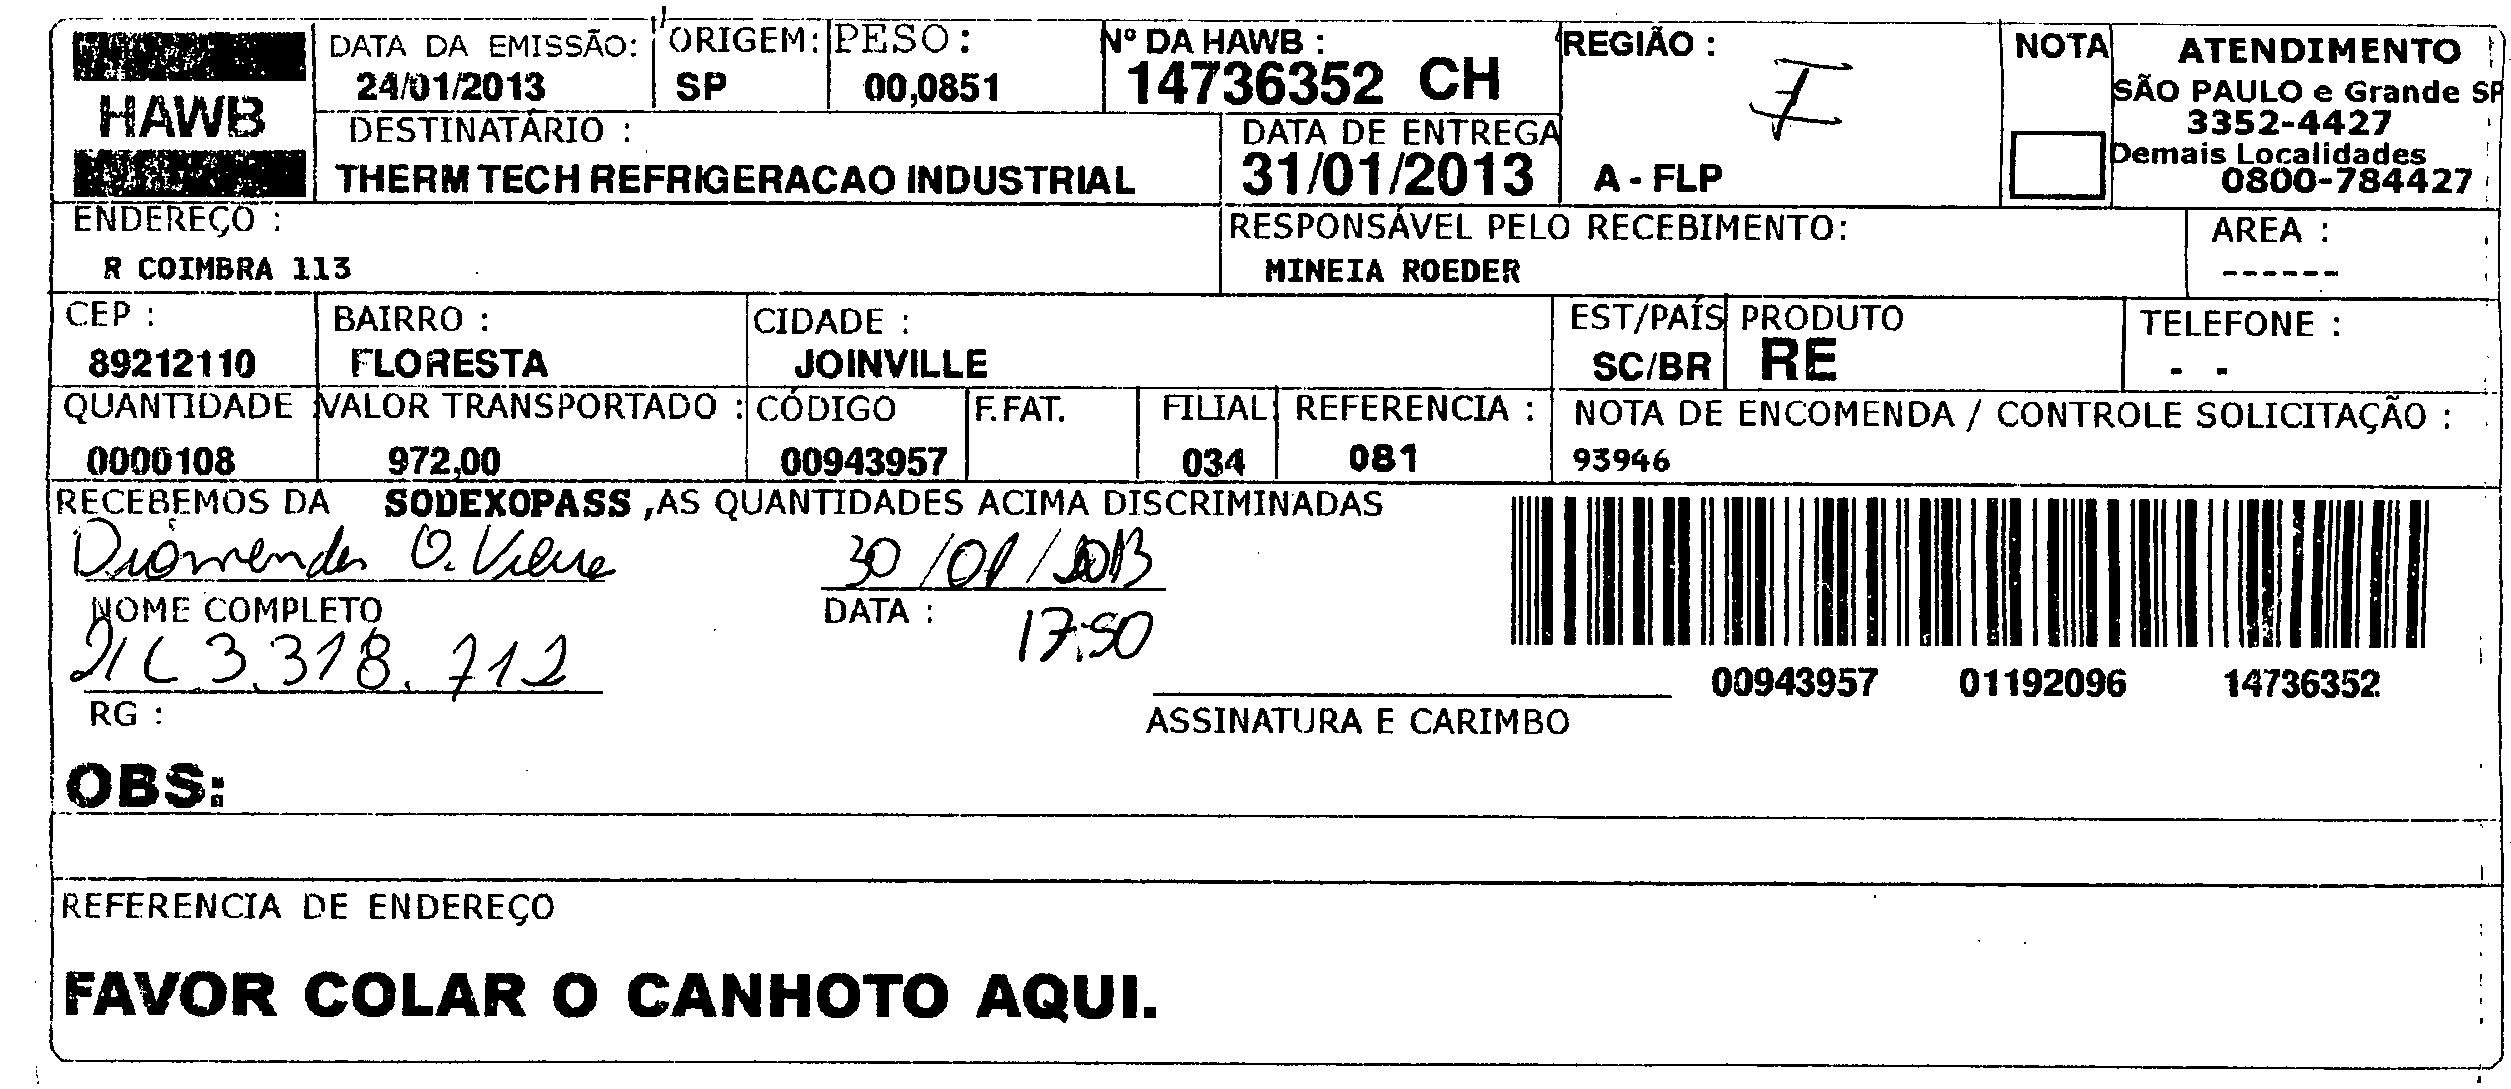 HAWB
DATA DA EMISSÃO:
24/01/2013
ORIGEM:
SP
PESO :
00,0851
Nº DA HAWB :
14736352 CH
REGIÃO :
7
A - FLP
NOTA
ATENDIMENTO
SÃO PAULO e Grande SP
3352-4427
Demais Localidades
0800-784427
DESTINATÁRIO :
THERM TECH REFRIGERACAO INDUSTRIAL
DATA DE ENTREGA
31/01/2013
ENDEREÇO :
R COIMBRA 113
RESPONSÁVEL PELO RECEBIMENTO:
MINEIA ROEDER
AREA :
------
CEP :
89212110
BAIRRO :
FLORESTA
CIDADE :
JOINVILLE
EST/PAÍS
SC/BR
PRODUTO
RE
TELEFONE :
- -
QUANTIDADE
0000108
VALOR TRANSPORTADO :
972,00
CÓDIGO
00943957
F.FAT.
FILIAL
034
REFERENCIA :
081
NOTA DE ENCOMENDA / CONTROLE SOLICITAÇÃO :
93946
RECEBEMOS DA SODEXOPASS ,AS QUANTIDADES ACIMA DISCRIMINADAS
O.
30/01/2013
NOME COMPLETO
DATA :
17:50
3.318.712
RG :
00943957 01192096 14736352
ASSINATURA E CARIMBO
OBS:
REFERENCIA DE ENDEREÇO
FAVOR COLAR O CANHOTO AQUI.